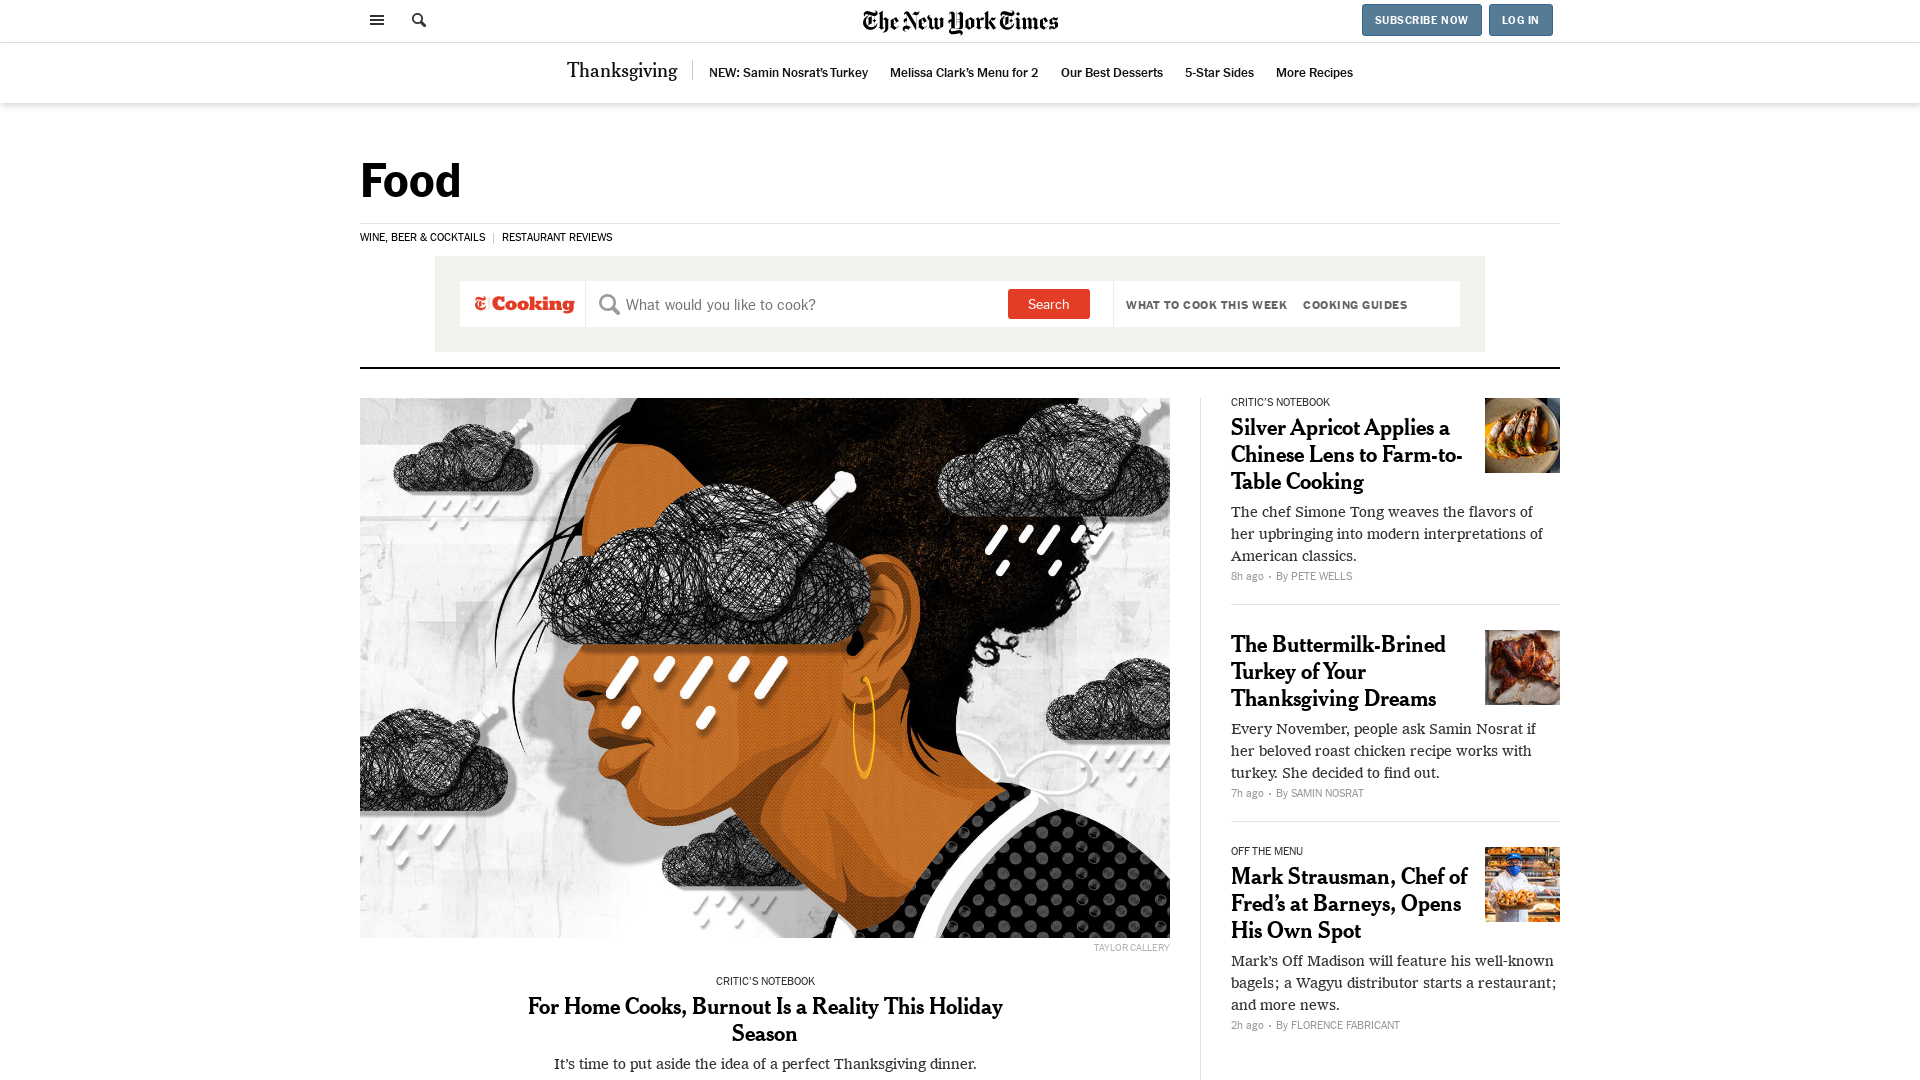 The New York Times
SUBSCRIBE NOW
LOG IN
Thanksgiving
NEW: Samin Nosrat's Turkey
Melissa Clark's Menu for 2
Our Best Desserts
5-Star Sides
More Recipes
Food
WINE, BEER & COCKTAILS
RESTAURANT REVIEWS
Cooking
What would you like to cook?
Search
WHAT TO COOK THIS WEEK
COOKING GUIDES
TAYLOR CALLERY
CRITIC'S NOTEBOOK
For Home Cooks, Burnout Is a Reality This Holiday
Season
It's time to put aside the idea of a perfect Thanksgiving dinner.
CRITIC'S NOTEBOOK
Silver Apricot Applies a
Chinese Lens to Farm-to-
Table Cooking
The chef Simone Tong weaves the flavors of
her upbringing into modern interpretations of
American classics.
8h ago • By PETE WELLS
The Buttermilk-Brined
Turkey of Your
Thanksgiving Dreams
Every November, people ask Samin Nosrat if
her beloved roast chicken recipe works with
turkey. She decided to find out.
7h ago • By SAMIN NOSRAT
OFF THE MENU
Mark Strausman, Chef of
Fred's at Barneys, Opens
His Own Spot
Mark's Off Madison will feature his well-known
bagels; a Wagyu distributor starts a restaurant;
and more news.
2h ago • By FLORENCE FABRICANT